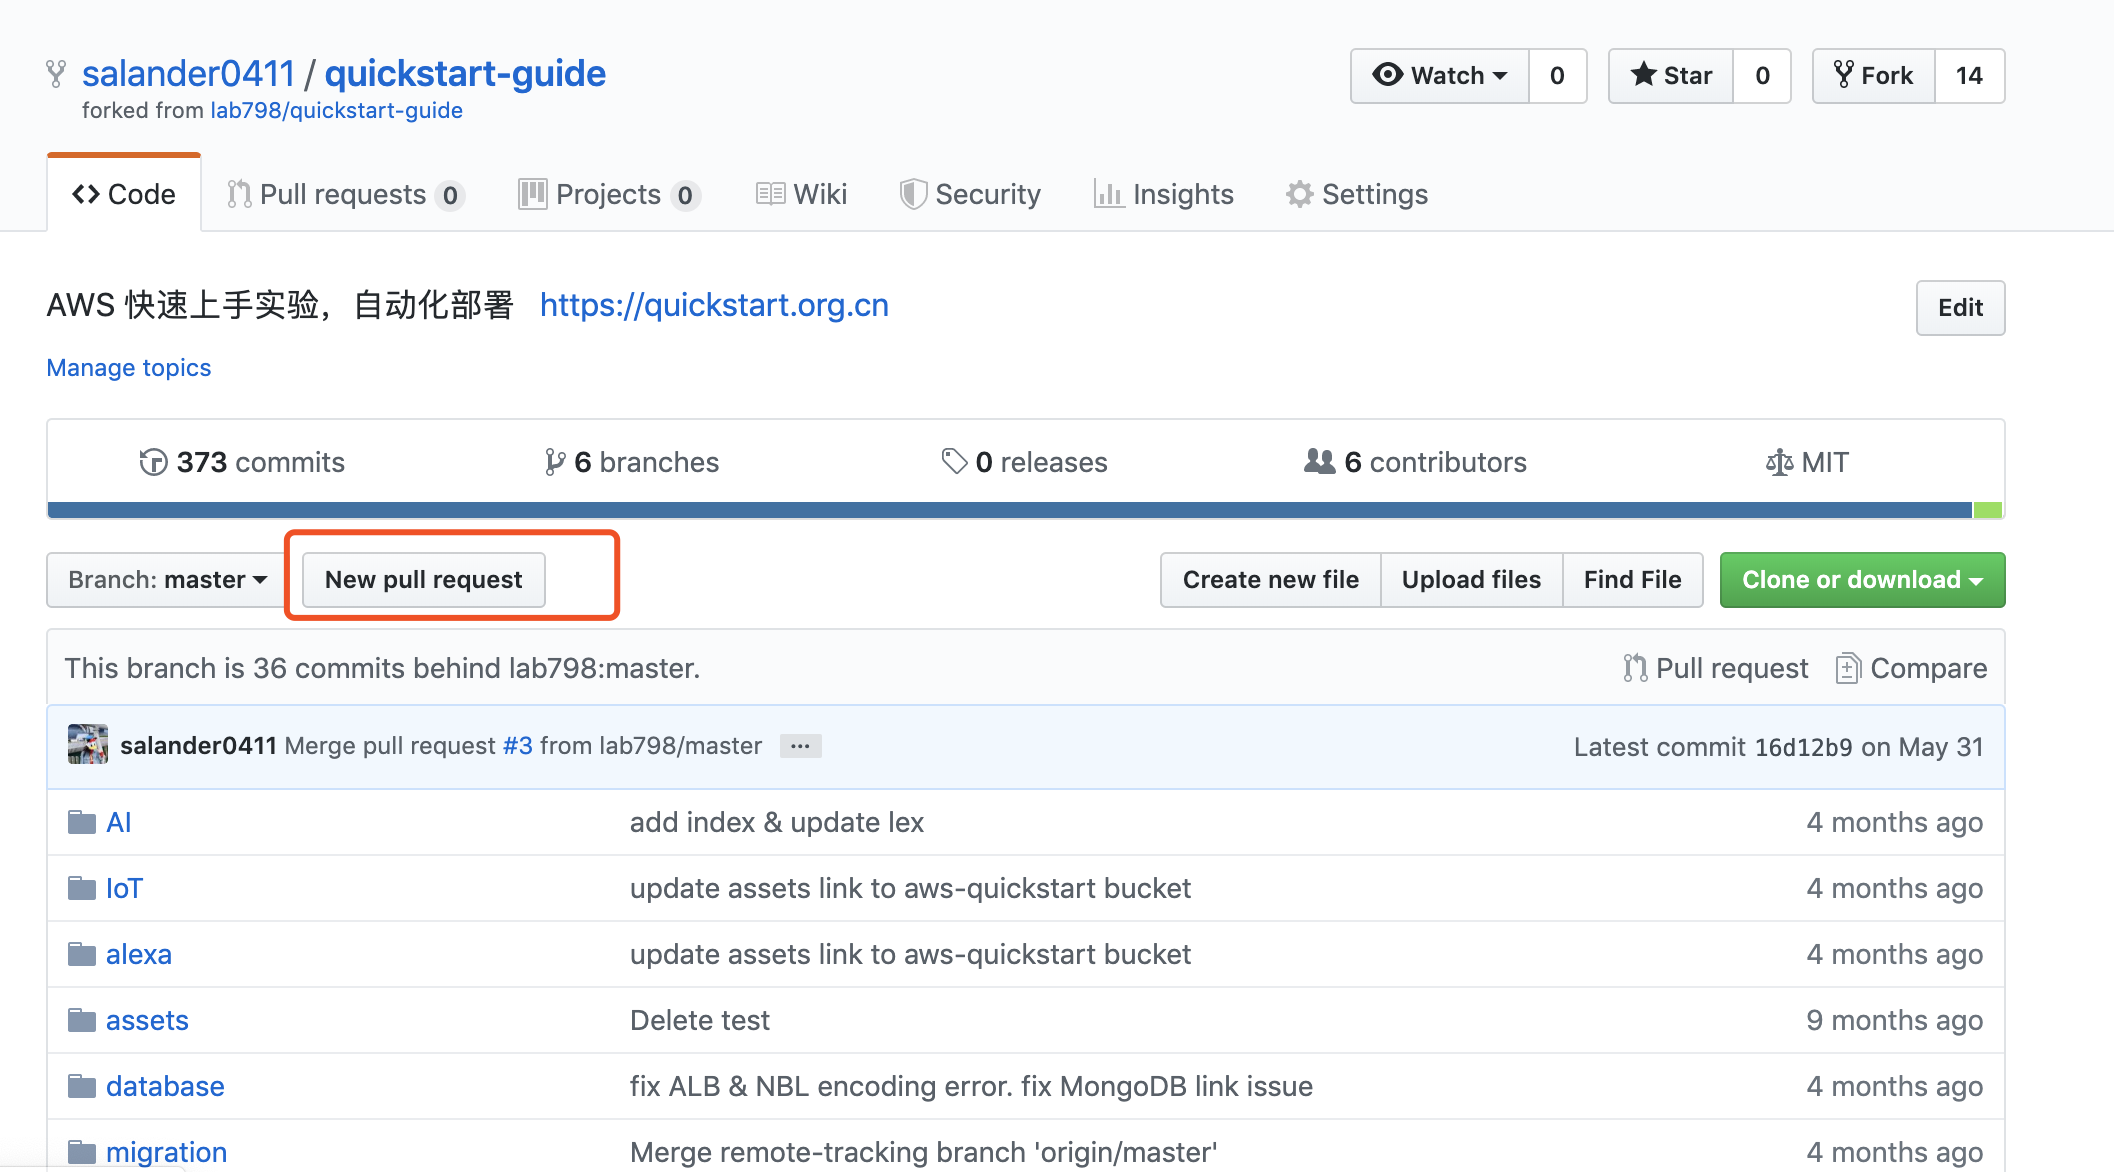 salander0411 / quickstart-guide
forked from lab798/quickstart-guide
Watch 0 Star 0 Fork 14
Code Pull requests 0 Projects 0 Wiki Security Insights Settings
AWS 快速上手实验，自动化部署 https://quickstart.org.cn
Edit
Manage topics
373 commits 6 branches 0 releases 6 contributors MIT
Branch: master New pull request Create new file Upload files Find File Clone or download
This branch is 36 commits behind lab798:master. Pull request Compare
salander0411 Merge pull request #3 from lab798/master ... Latest commit 16d12b9 on May 31
AI add index & update lex 4 months ago
IoT update assets link to aws-quickstart bucket 4 months ago
alexa update assets link to aws-quickstart bucket 4 months ago
assets Delete test 9 months ago
database fix ALB & NBL encoding error. fix MongoDB link issue 4 months ago
migration Merge remote-tracking branch 'origin/master' 4 months ago